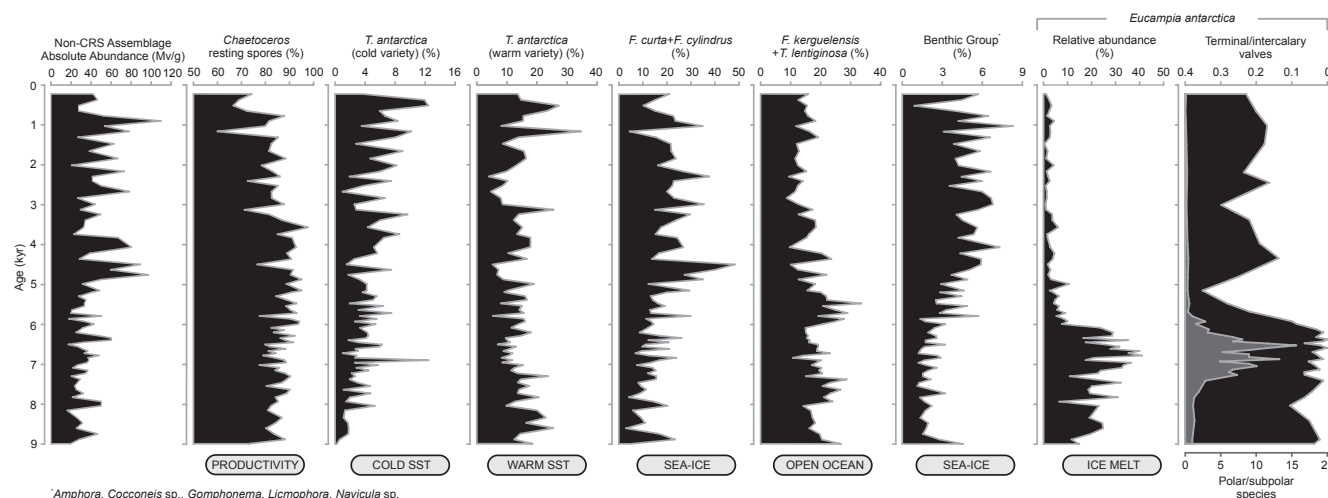 Eucampia antarctica
Non-CRS Assemblage
Absolute Abundance (Mv/g)
Chaetoceros
resting spores (%)
T. antarctica
(cold variety) (%)
T. antarctica
(warm variety) (%)
F. curta+F. cylindrus
(%)
F. kerguelensis
+T. lentiginosa (%)
Benthic Group*
(%)
Relative abundance
(%)
Terminal/intercalary
valves
0 20 40 60 80 100 120
50 60 70 80 90 100
0 4 8 12 16
0 10 20 30 40
0 10 20 30 40 50
0 10 20 30 40 50
0 3 6 9
0 10 20 30 40 50
0.4 0.3 0.2 0.1 0
Age (kyr)
0
1
2
3
4
5
6
7
8
9
0 5 10 15
Polar/subpolar
species
PRODUCTIVITY
COLD SST
WARM SST
SEA-ICE
OPEN OCEAN
SEA-ICE
ICE MELT
*Amphora, Cocconeis sp., Gomphonema, Licmophora, Navicula sp.